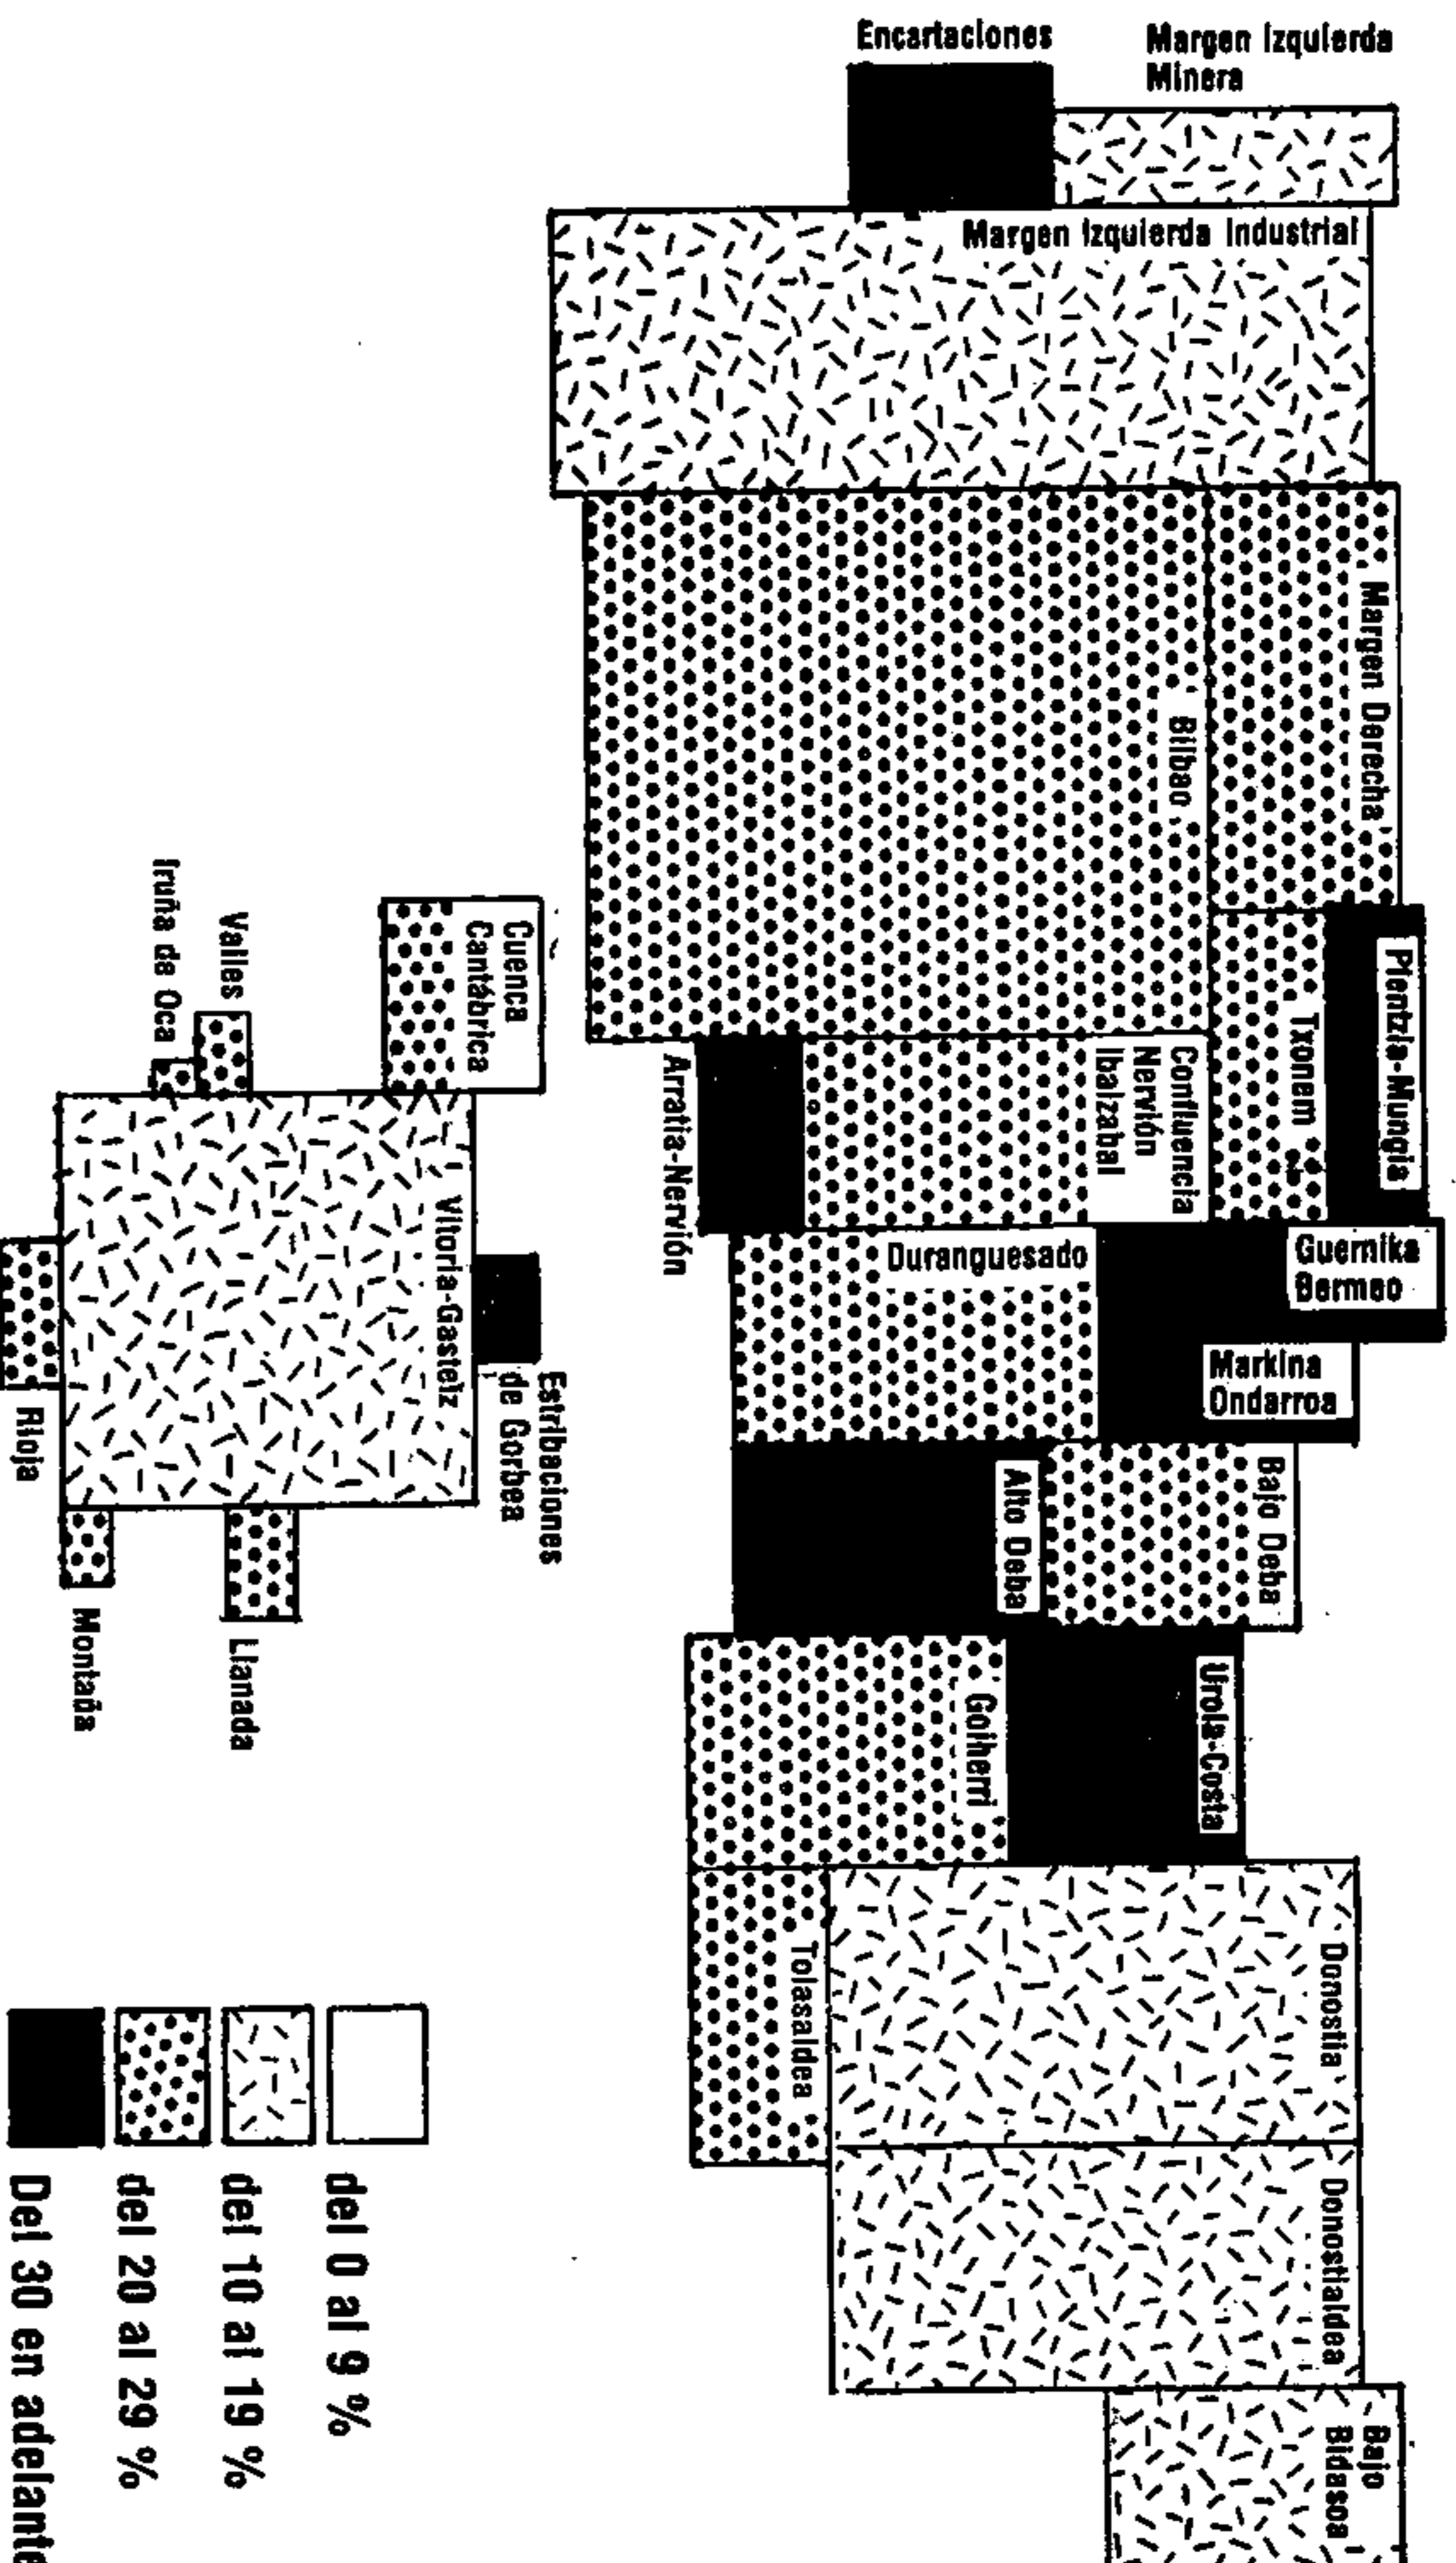 Encartaciones
Margen Izquierda
Minera
Margen Izquierda Industrial
Margen Derecha
Bilbao
Plentzia-Mungia
Txonem
Confluencia
Nervión
Ibaizabal
Arratia-Nervión
Guernika
Bermeo
Markina
Ondarroa
Duranguesado
Bajo Deba
Alto Deba
Urola-Costa
Goiherri
Tolasaldea
Donostia
Donostialdea
Bajo
Bidasoa
Cuenca
Cantábrica
Valles
Iruña de Oca
Vitoria-Gasteiz
Estribaciones
de Gorbea
Rioja
Montaña
Llanada
del 0 al 9 %
del 10 al 19 %
del 20 al 29 %
Del 30 en adelante